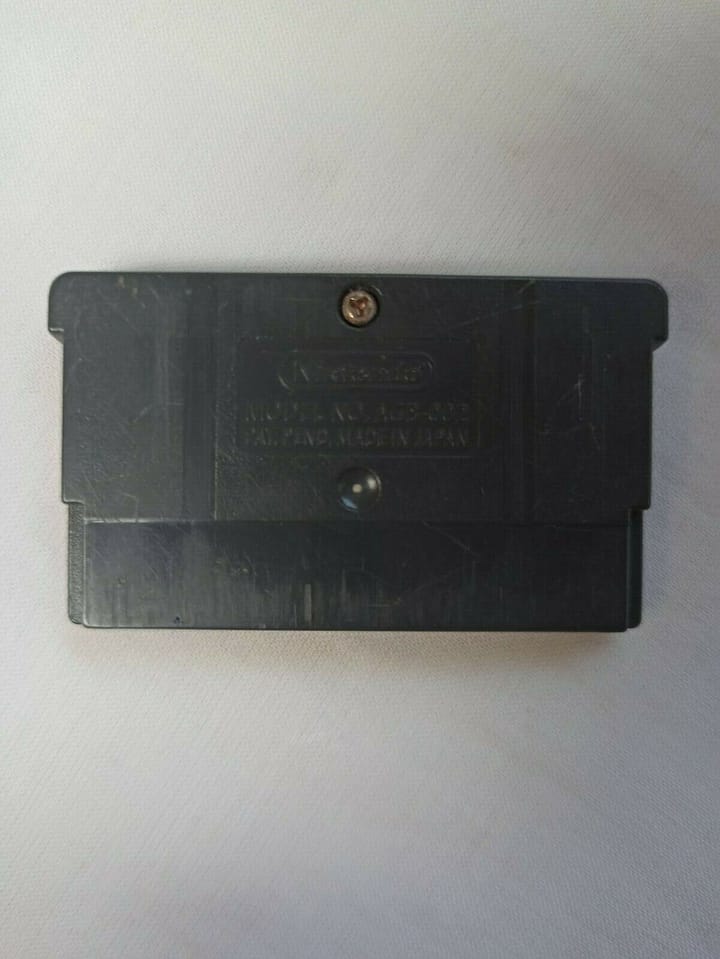 Nintendo
MODEL NO. AGB-002
PAT. PEND. MADE IN JAPAN